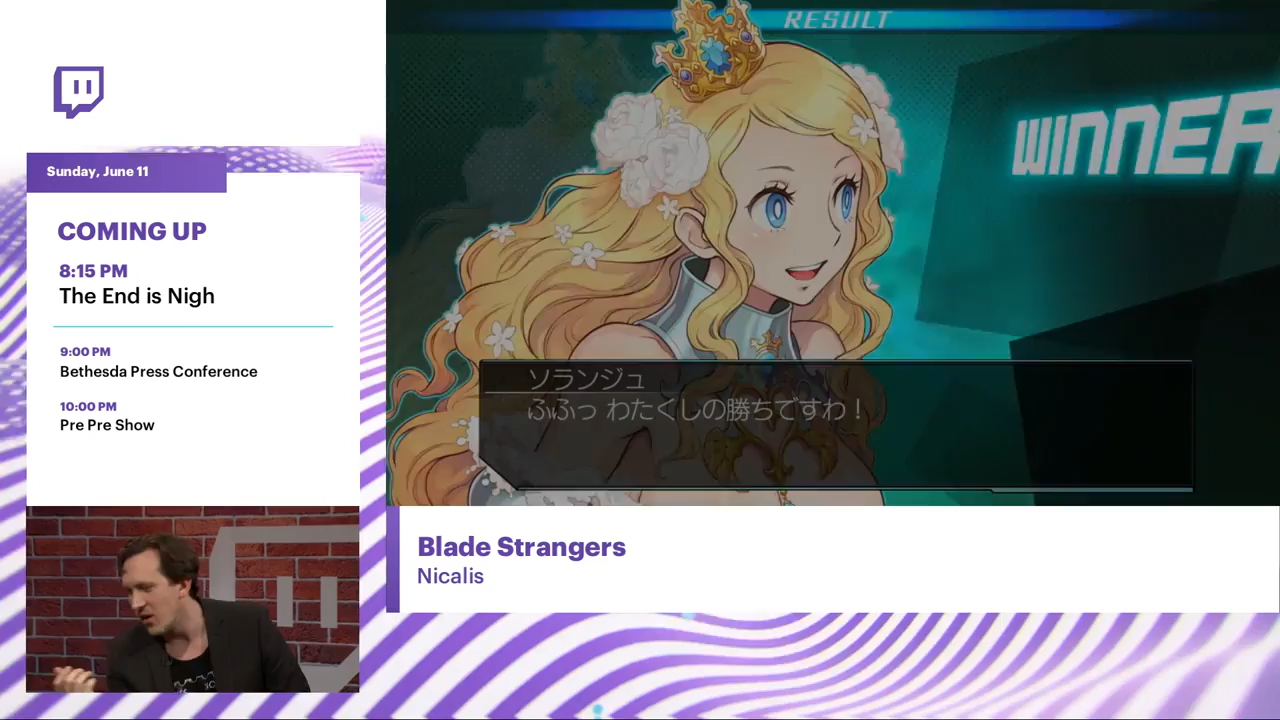 Sunday, June 11
COMING UP
8:15 PM
The End is Nigh
9:00 PM
Bethesda Press Conference
10:00 PM
Pre Pre Show
RESULT
WINNER
ソランジュ
ふふっ わたくしの勝ちですわ！
Blade Strangers
Nicalis